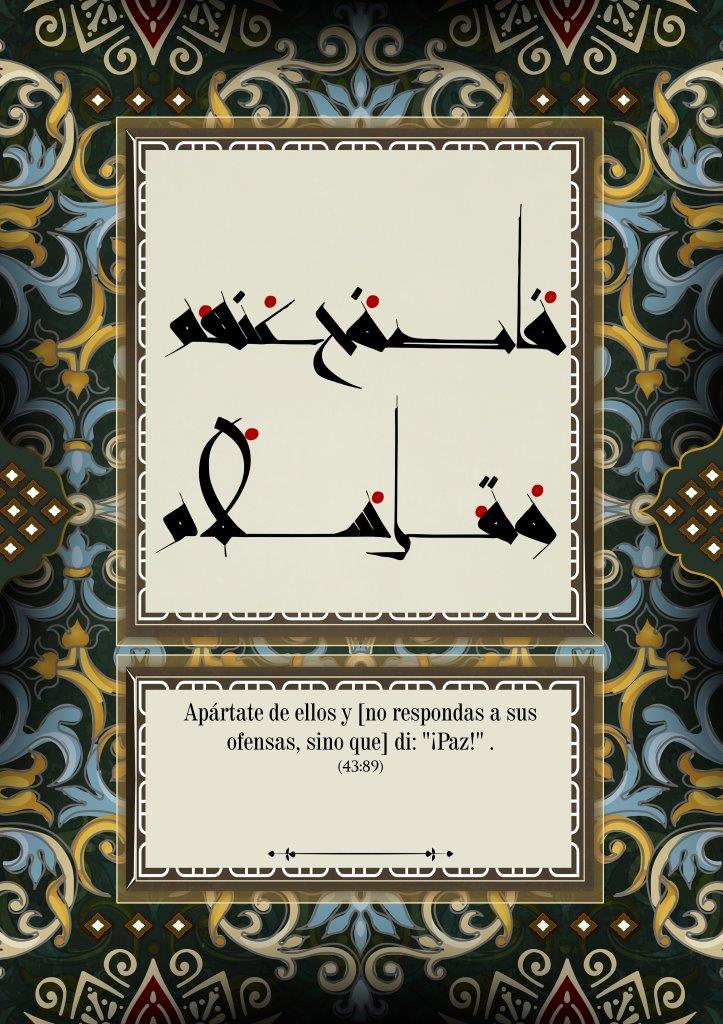 فاصفح عنهم
وقل سلام
Apártate de ellos y [no respondas a sus
ofensas, sino que] di: "¡Paz!" .
(43:89)